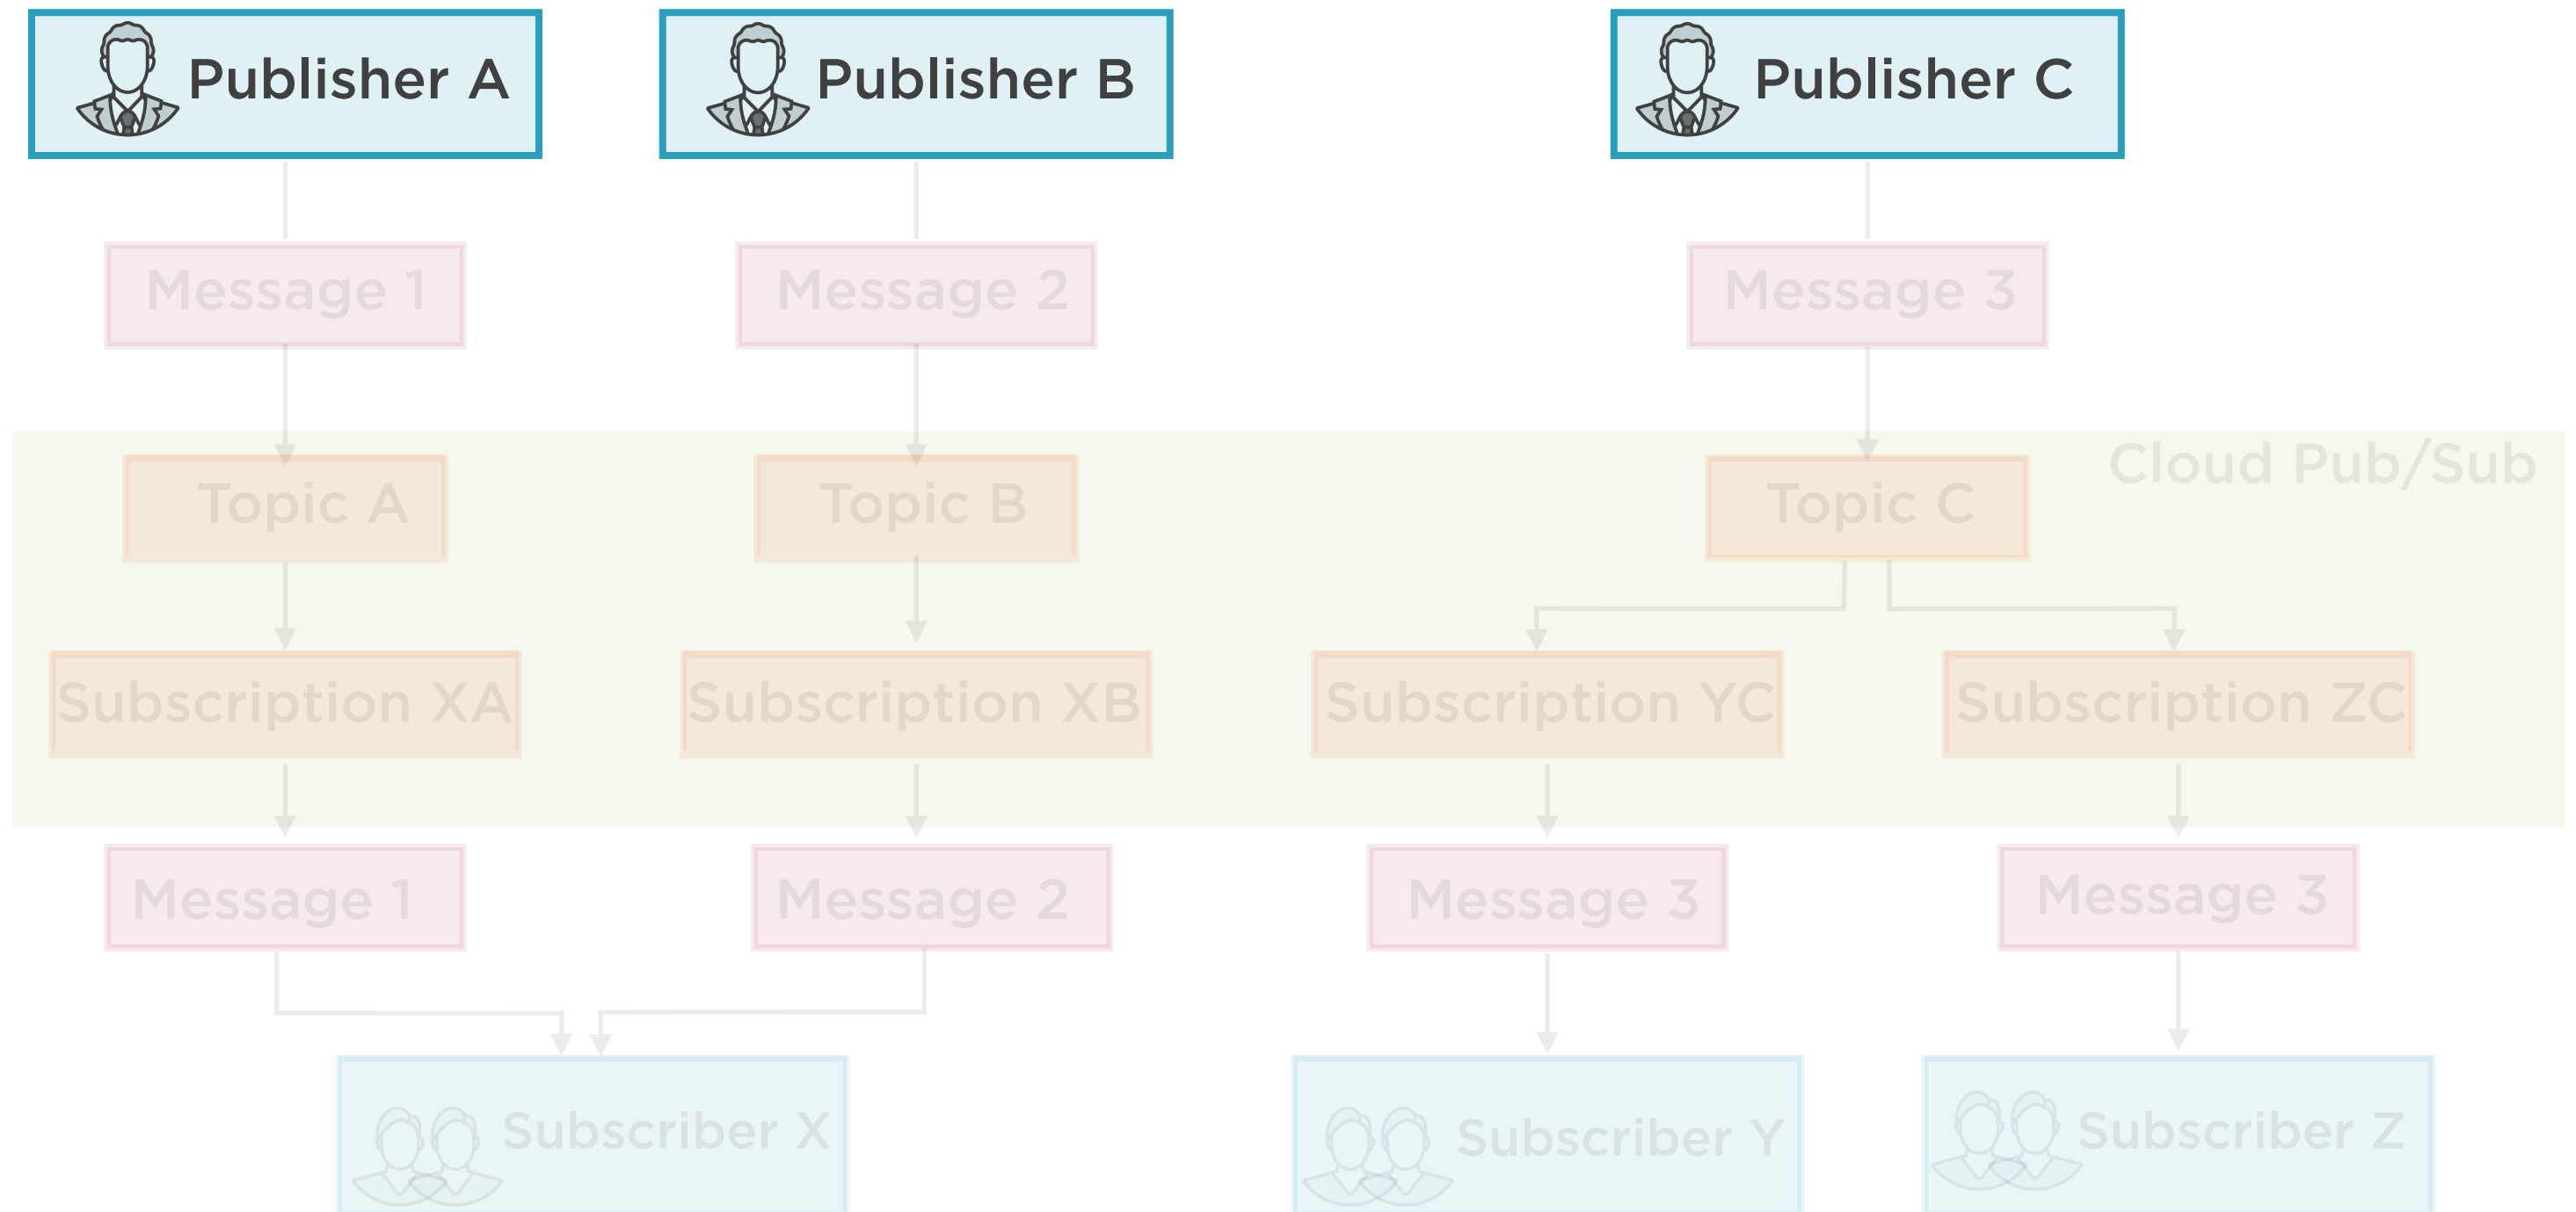 Publisher A
Publisher B
Publisher C
Message 1
Message 2
Message 3
Cloud Pub/Sub
Topic A
Topic B
Topic C
Subscription XA
Subscription XB
Subscription YC
Subscription ZC
Message 1
Message 2
Message 3
Message 3
Subscriber X
Subscriber Y
Subscriber Z